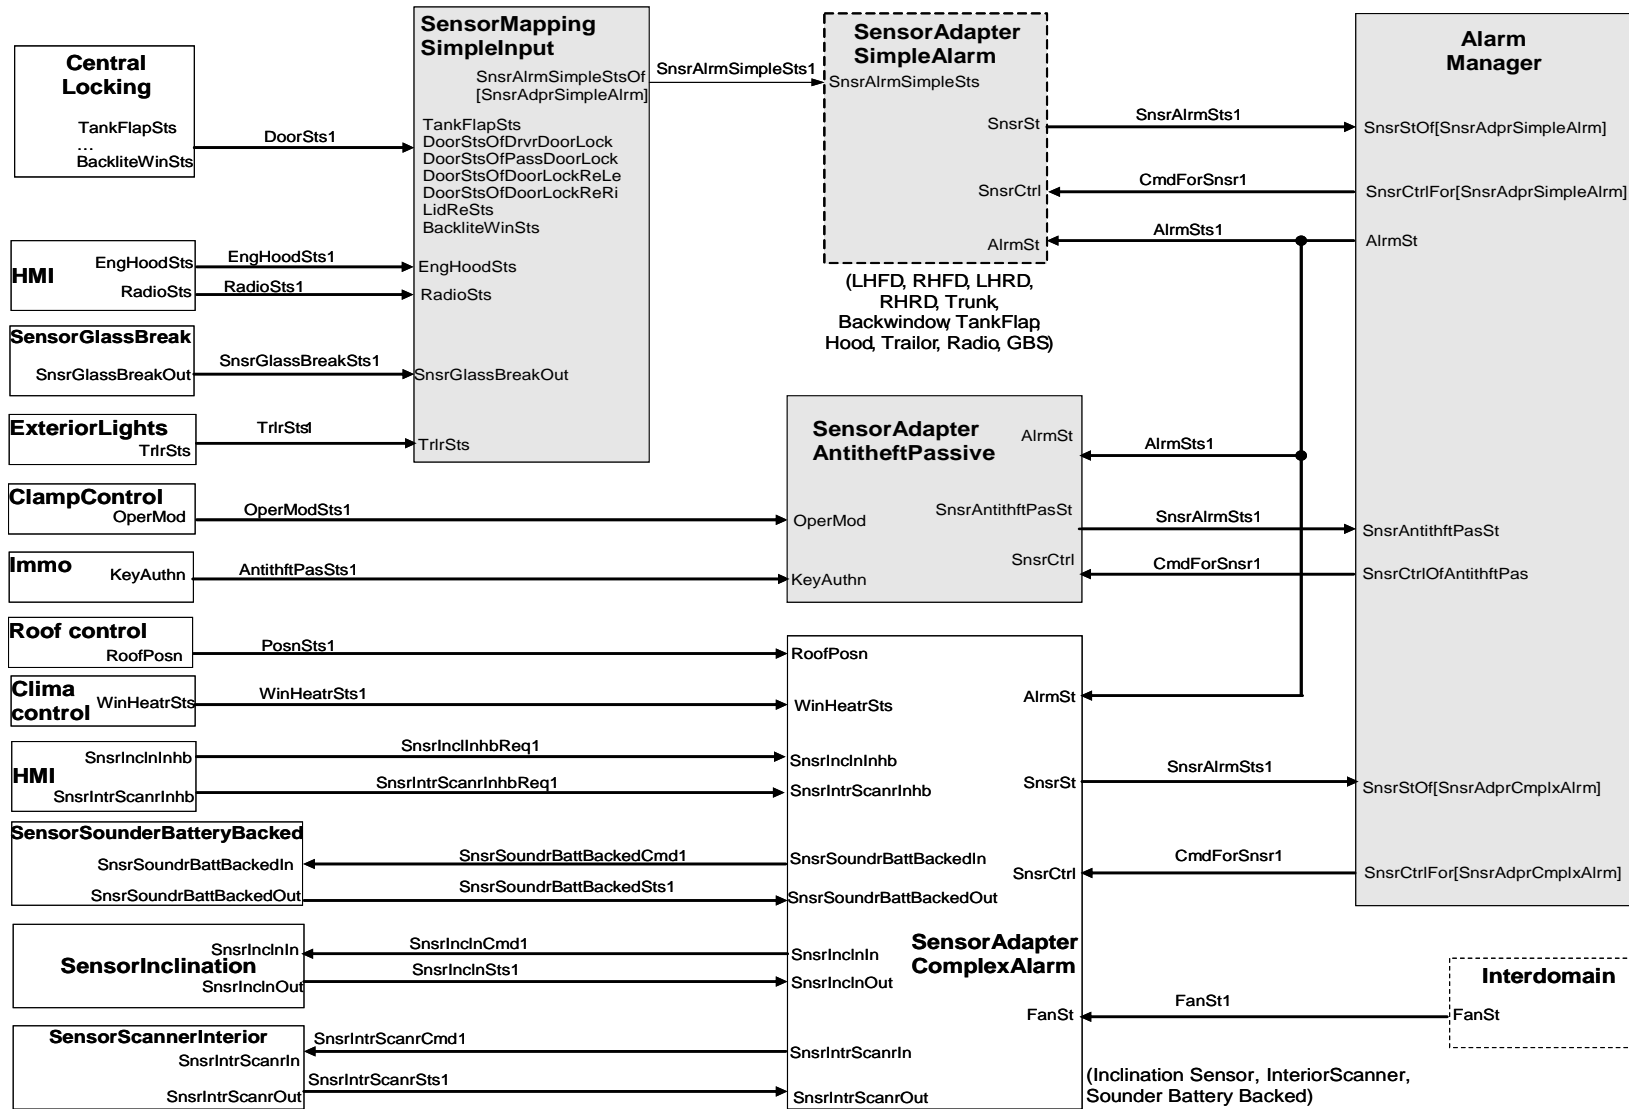 Central
Locking
TankFlapSts
...
BackliteWinSts
DoorSts1
HMI
EngHoodSts
RadioSts
EngHoodSts1
RadioSts1
SensorGlassBreak
SnsrGlassBreakOut
SnsrGlassBreakSts1
ExteriorLights
TrlrSts
TrlrSts1
ClampControl
OperMod
OperModSts1
Immo
KeyAuthn
AntithftPasSts1
Roof control
RoofPosn
PosnSts1
Clima
control
WinHeatrSts
WinHeatrSts1
HMI
SnsrInclnInhb
SnsrIntrScanrInhb
SnsrInclInhbReq1
SnsrIntrScanrInhbReq1
SensorSounderBatteryBacked
SnsrSoundrBattBackedIn
SnsrSoundrBattBackedOut
SnsrSoundrBattBackedCmd1
SnsrSoundrBattBackedSts1
SensorInclination
SnsrInclnIn
SnsrInclnOut
SnsrInclnCmd1
SnsrInclnSts1
SensorScannerInterior
SnsrIntrScanrIn
SnsrIntrScanrOut
SnsrIntrScanrCmd1
SnsrIntrScanrSts1
SensorMapping
SimpleInput
SnsrAlrmSimpleStsOf
[SnsrAdprSimpleAlrm]
TankFlapSts
DoorStsOfDrvrDoorLock
DoorStsOfPassDoorLock
DoorStsOfDoorLockReLe
DoorStsOfDoorLockReRi
LidReSts
BackliteWinSts
EngHoodSts
RadioSts
SnsrGlassBreakOut
TrlrSts
SnsrAlrmSimpleSts1
SensorAdapter
SimpleAlarm
SnsrAlrmSimpleSts
SnsrSt
SnsrCtrl
AlrmSt
(LHFD, RHFD, LHRD,
RHRD, Trunk,
Backwindow, TankFlap,
Hood, Trailor, Radio, GBS)
SnsrAlrmSts1
CmdForSnsr1
AlrmSts1
SensorAdapter
AntitheftPassive
AlrmSt
OperMod
SnsrAntithftPasSt
SnsrCtrl
KeyAuthn
AlrmSts1
SnsrAlrmSts1
CmdForSnsr1
RoofPosn
WinHeatrSts
AlrmSt
SnsrInclnInhb
SnsrIntrScanrInhb
SnsrSt
SnsrSoundrBattBackedIn
SnsrCtrl
SnsrSoundrBattBackedOut
SensorAdapter
ComplexAlarm
SnsrInclnIn
SnsrInclnOut
FanSt
SnsrIntrScanrIn
SnsrIntrScanrOut
SnsrAlrmSts1
CmdForSnsr1
FanSt1
(Inclination Sensor, InteriorScanner,
Sounder Battery Backed)
Alarm
Manager
SnsrStOf[SnsrAdprSimpleAlrm]
SnsrCtrlFor[SnsrAdprSimpleAlrm]
AlrmSt
SnsrAntithftPasSt
SnsrCtrlOfAntithftPas
SnsrStOf[SnsrAdprCmplxAlrm]
SnsrCtrlFor[SnsrAdprCmplxAlrm]
Interdomain
FanSt